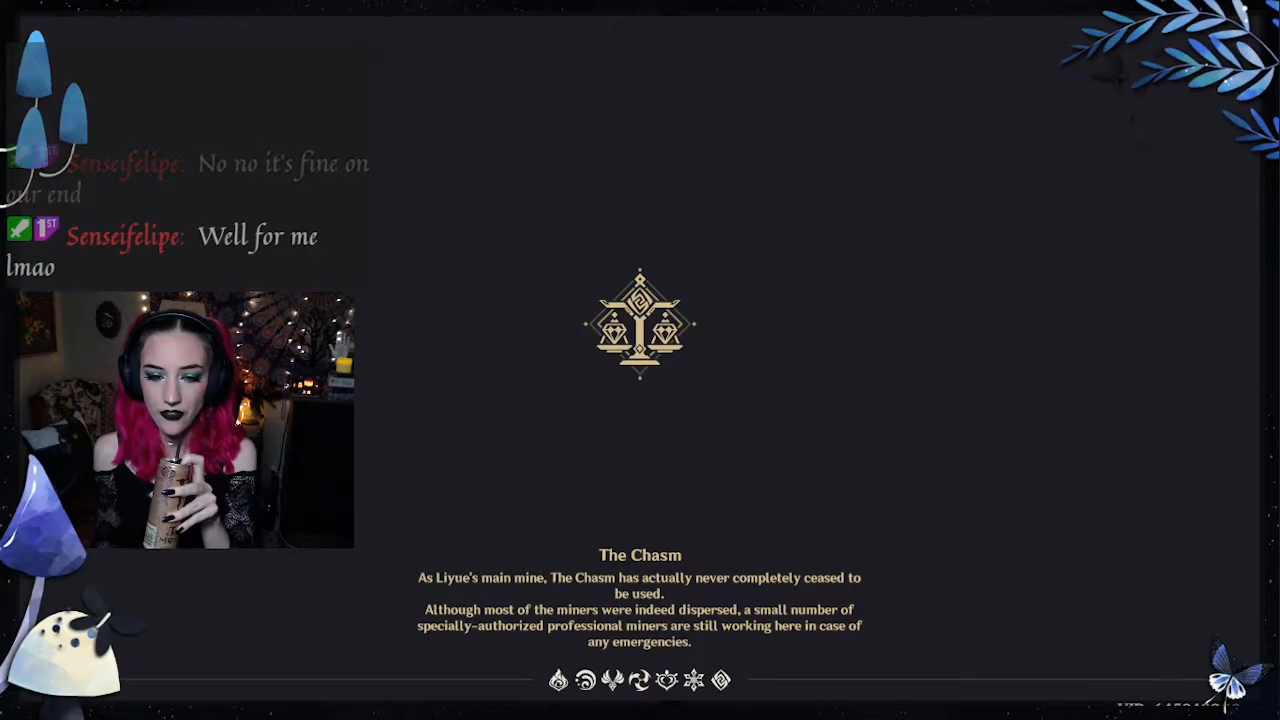 Senseifelipe: No no it's fine on
our end
1ST Senseifelipe: Well for me
lmao
The Chasm
As Liyue's main mine, The Chasm has actually never completely ceased to
be used.
Although most of the miners were indeed dispersed, a small number of
specially-authorized professional miners are still working here in case of
any emergencies.